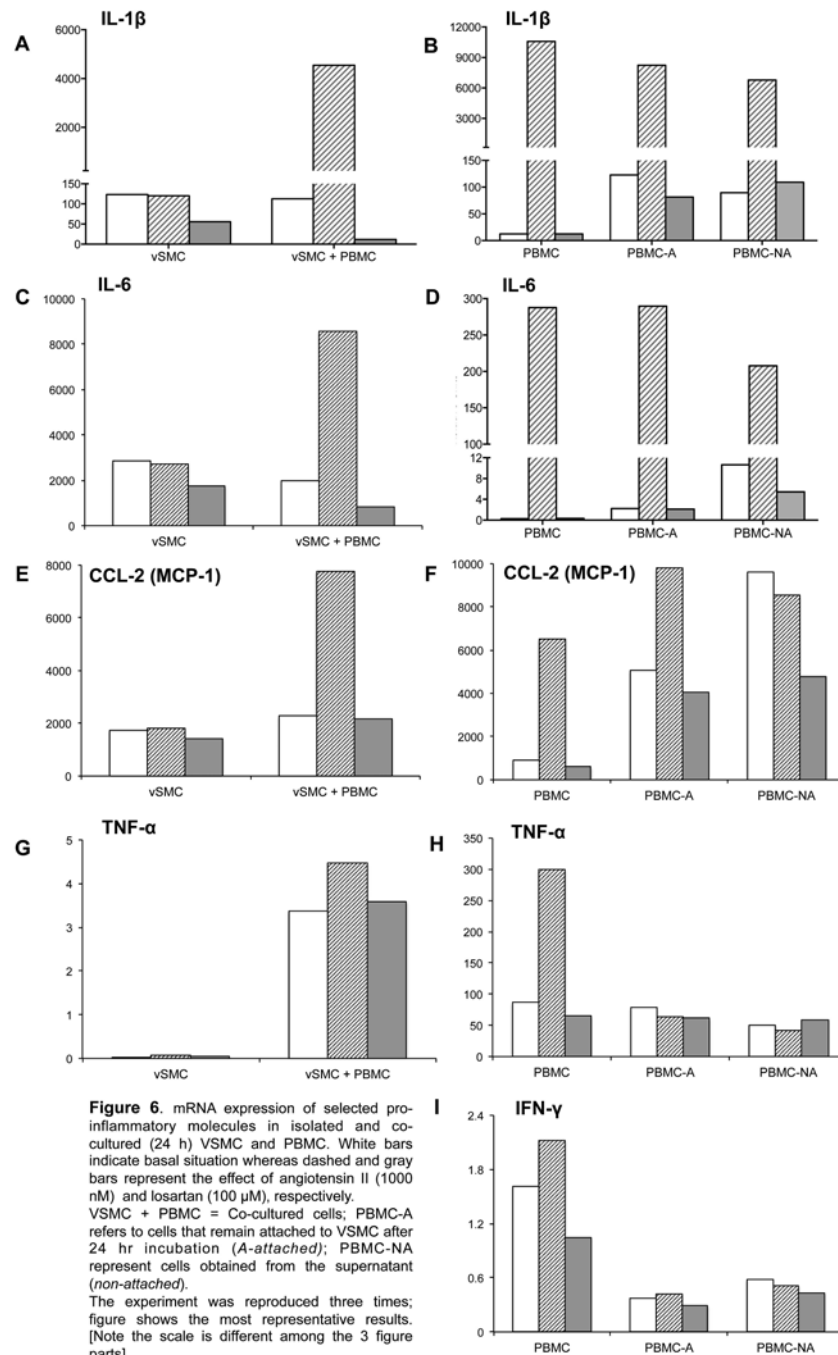 A
IL-1β
6000
4000
2000
150
100
50
0
vSMC
vSMC + PBMC
B
IL-1β
12000
9000
6000
3000
150
100
50
0
PBMC
PBMC-A
PBMC-NA
C
IL-6
10000
8000
6000
4000
2000
0
vSMC
vSMC + PBMC
D
IL-6
300
250
200
150
100
12
8
4
0
PBMC
PBMC-A
PBMC-NA
E
CCL-2 (MCP-1)
8000
6000
4000
2000
0
vSMC
vSMC + PBMC
F
CCL-2 (MCP-1)
10000
8000
6000
4000
2000
0
PBMC
PBMC-A
PBMC-NA
G
TNF-α
5
4
3
2
1
0
vSMC
vSMC + PBMC
H
TNF-α
350
300
250
200
150
100
50
0
PBMC
PBMC-A
PBMC-NA
Figure 6. mRNA expression of selected pro-
inflammatory molecules in isolated and co-
cultured (24 h) VSMC and PBMC. White bars
indicate basal situation whereas dashed and gray
bars represent the effect of angiotensin II (1000
nM) and losartan (100 µM), respectively.
VSMC + PBMC = Co-cultured cells; PBMC-A
refers to cells that remain attached to VSMC after
24 hr incubation (A-attached); PBMC-NA
represent cells obtained from the supernatant
(non-attached).
The experiment was reproduced three times;
figure shows the most representative results.
[Note the scale is different among the 3 figure
parts]
I
IFN-γ
2.4
1.8
1.2
0.6
0
PBMC
PBMC-A
PBMC-NA